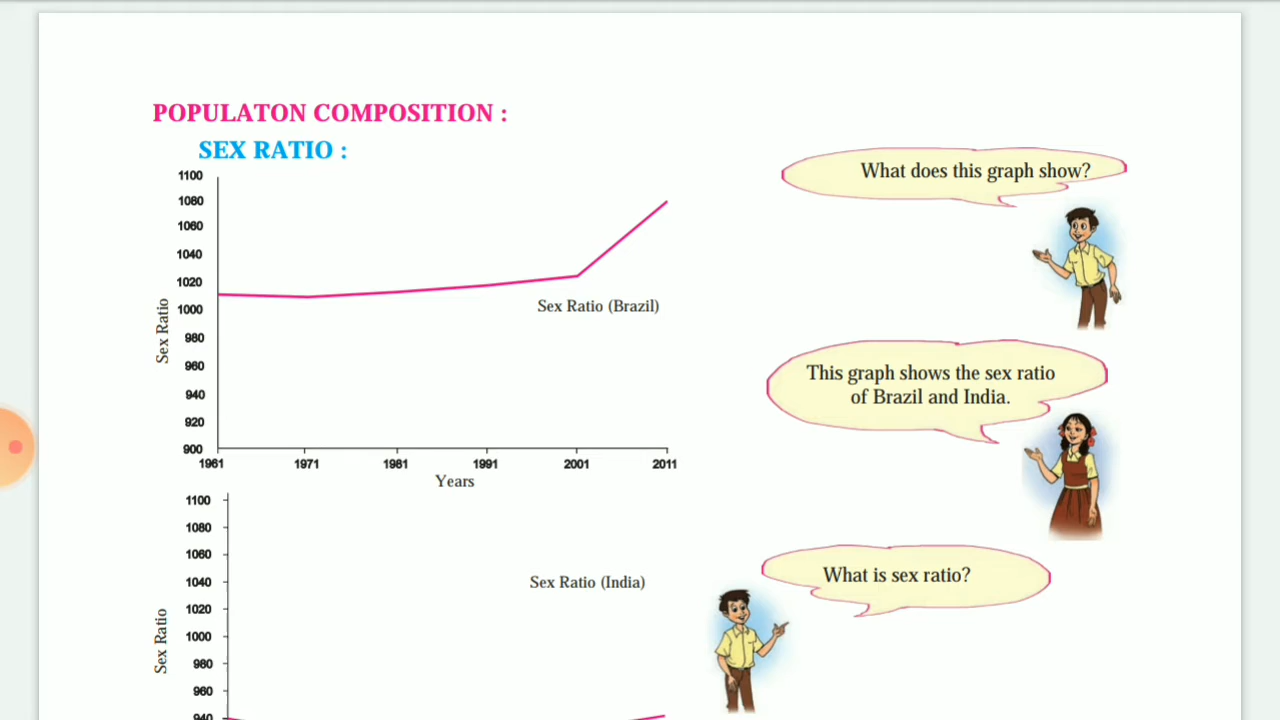 POPULATON COMPOSITION :
SEX RATIO :
1100
1080
1060
1040
1020
1000
980
960
940
920
900
Sex Ratio
Sex Ratio (Brazil)
1961 1971 1981 1991 2001 2011
Years
1100
1080
1060
1040
1020
1000
980
960
940
Sex Ratio
Sex Ratio (India)
What does this graph show?
This graph shows the sex ratio
of Brazil and India.
What is sex ratio?